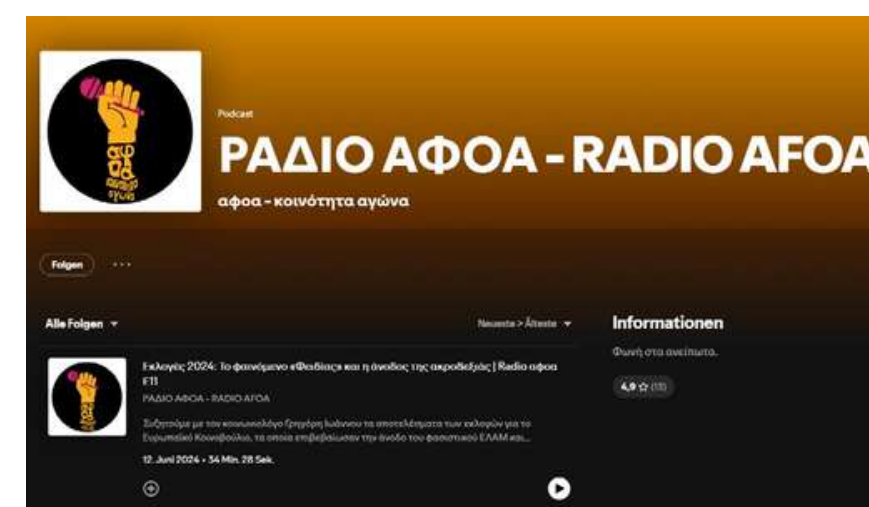 Podcast
ΡΑΔΙΟ ΑΦΟΑ - RADIO AFOA
αφοα - κοινότητα αγώνα
Folgen
Alle Folgen
Neueste > Älteste
Informationen
Φωνή στα ανείπωτα.
4,9 ☆ (13)
Εκλογές 2024: Το φαινόμενο «Φειδίας» και η άνοδος της ακροδεξιάς | Radio αφοα
E11
ΡΑΔΙΟ ΑΦΟΑ - RADIO AFOA
Συζητούμε με τον κοινωνιολόγο Γρηγόρη Ιωάννου τα αποτελέσματα των εκλογών για το
Ευρωπαϊκό Κοινοβούλιο, τα οποία επιβεβαίωσαν την άνοδο του φασιστικού ΕΛΑΜ και...
12. Juni 2024 • 34 Min. 28 Sek.